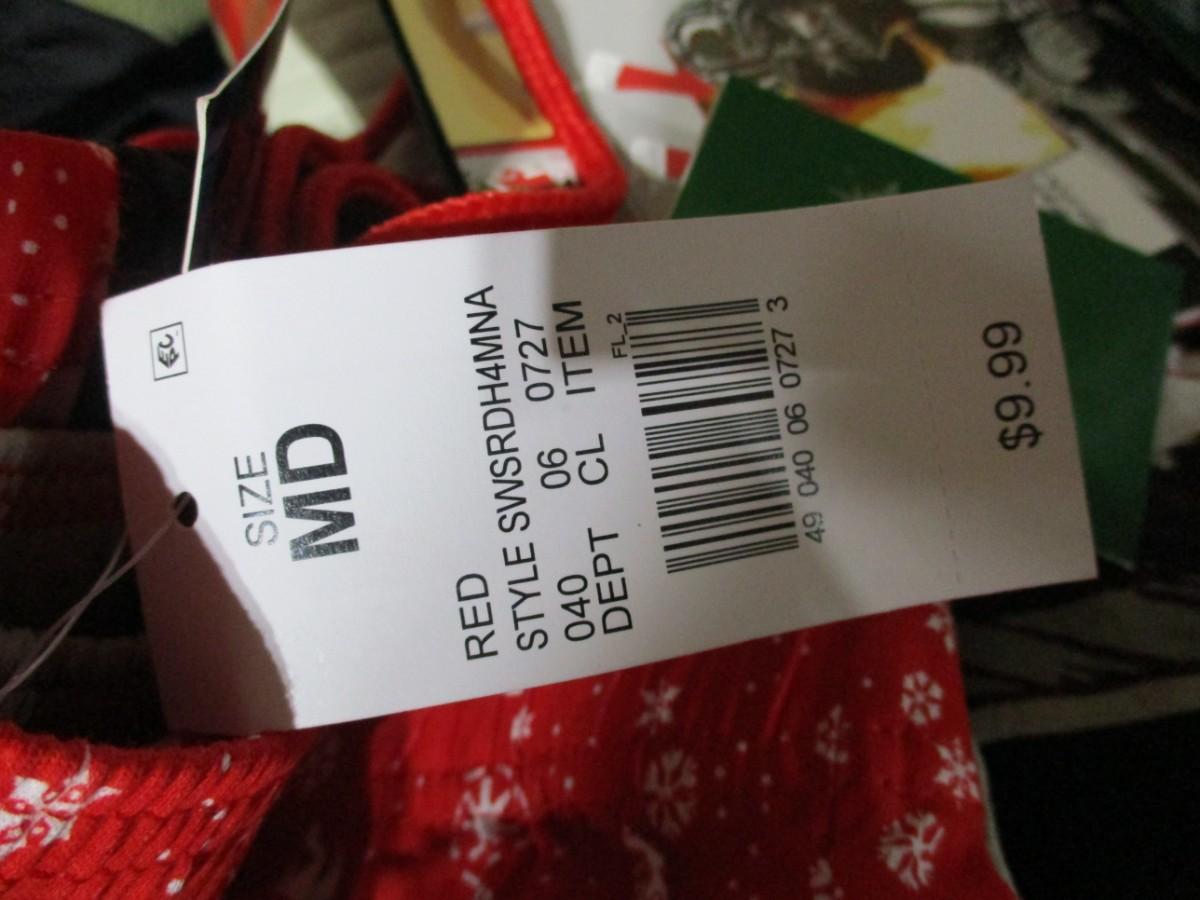 SIZE
MD
RED
STYLE SWSRDH4MNA
040 06 0727
DEPT CL ITEM
FL_2
49 040 06 0727 3
$9.99